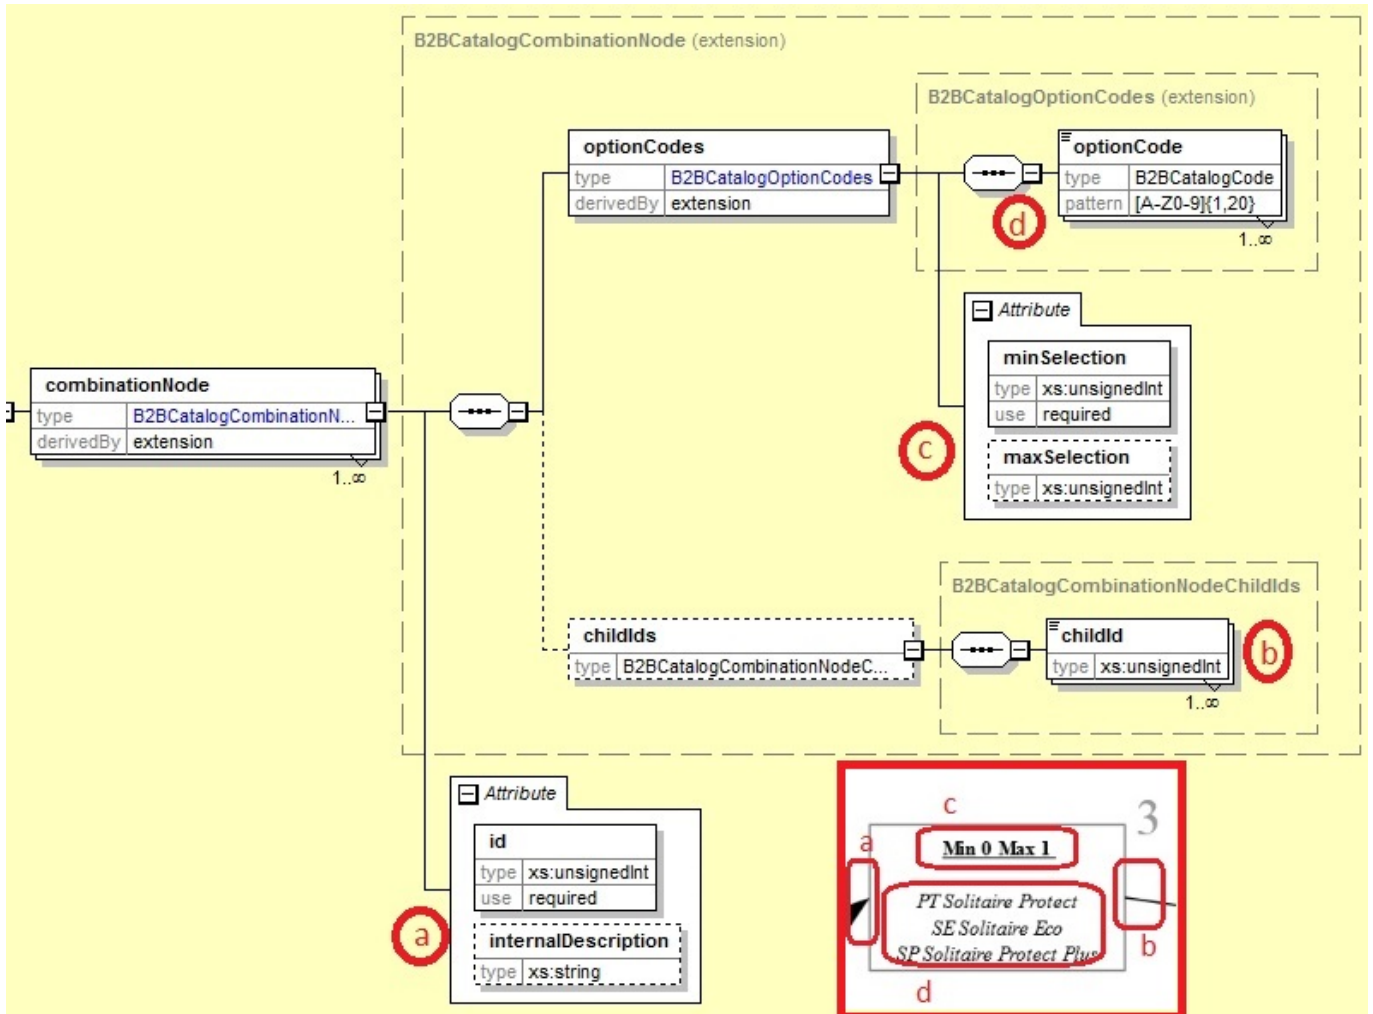 B2BCatalogCombinationNode (extension)
B2BCatalogOptionCodes (extension)
optionCodes
type B2BCatalogOptionCodes
derivedBy extension
optionCode
type B2BCatalogCode
pattern [A-Z0-9]{1,20}
1..∞
d
Attribute
minSelection
type xs:unsignedInt
use required
maxSelection
type xs:unsignedInt
c
combinationNode
type B2BCatalogCombinationN...
derivedBy extension
1..∞
B2BCatalogCombinationNodeChildIds
childIds
type B2BCatalogCombinationNodeC...
childId
type xs:unsignedInt
1..∞
b
Attribute
id
type xs:unsignedInt
use required
internalDescription
type xs:string
a
c
3
a
Min 0 Max 1
PT Solitaire Protect
SE Solitaire Eco
SP Solitaire Protect Plus
b
d